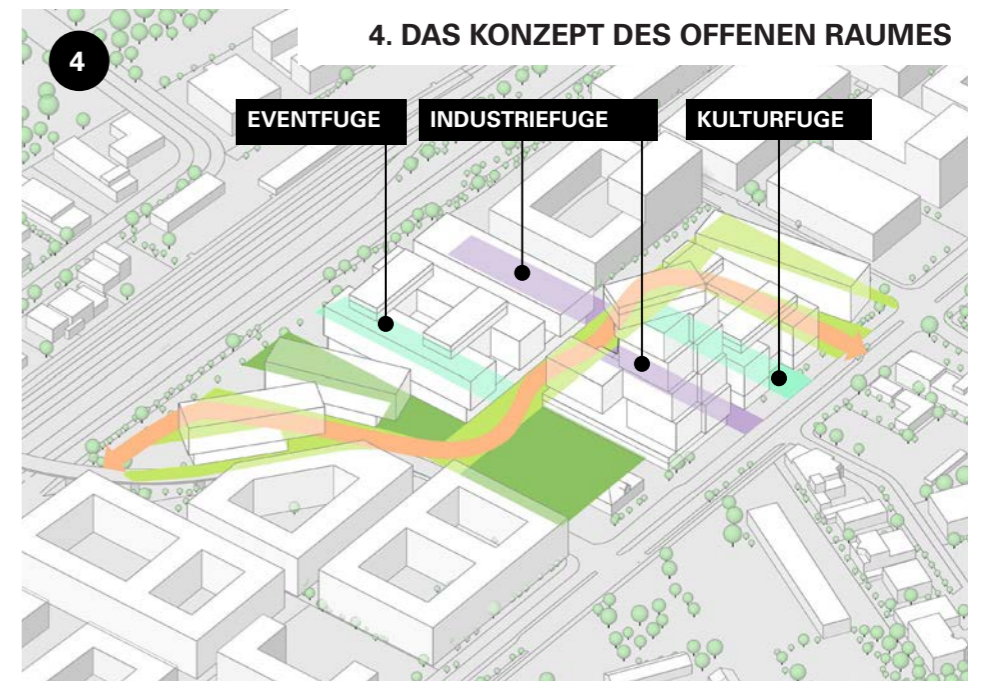 4
4. DAS KONZEPT DES OFFENEN RAUMES
EVENTFUGE
INDUSTRIEFUGE
KULTURFUGE